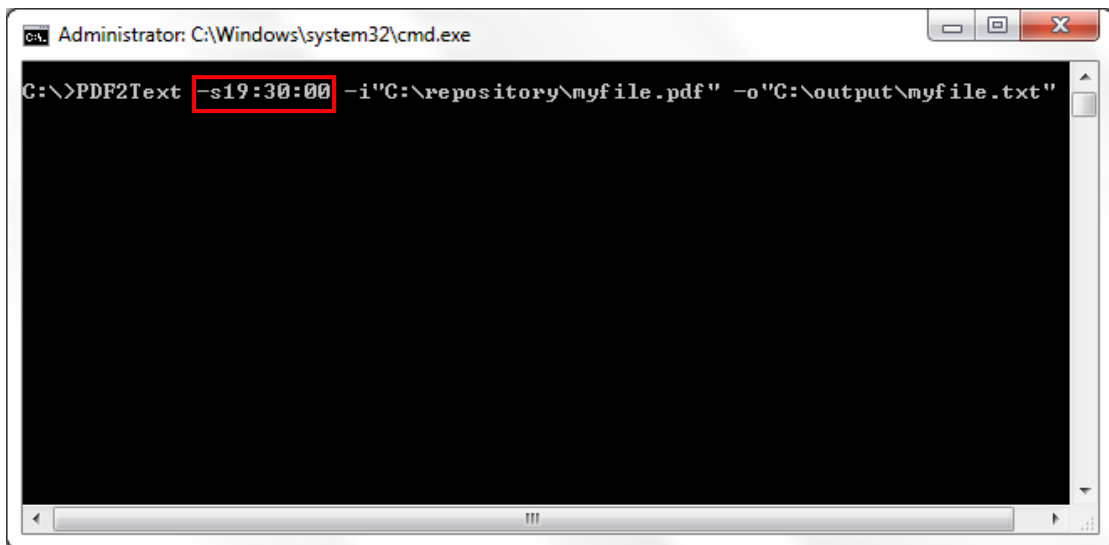 Administrator: C:\Windows\system32\cmd.exe
C:\>PDF2Text -s19:30:00 -i"C:\repository\myfile.pdf" -o"C:\output\myfile.txt"